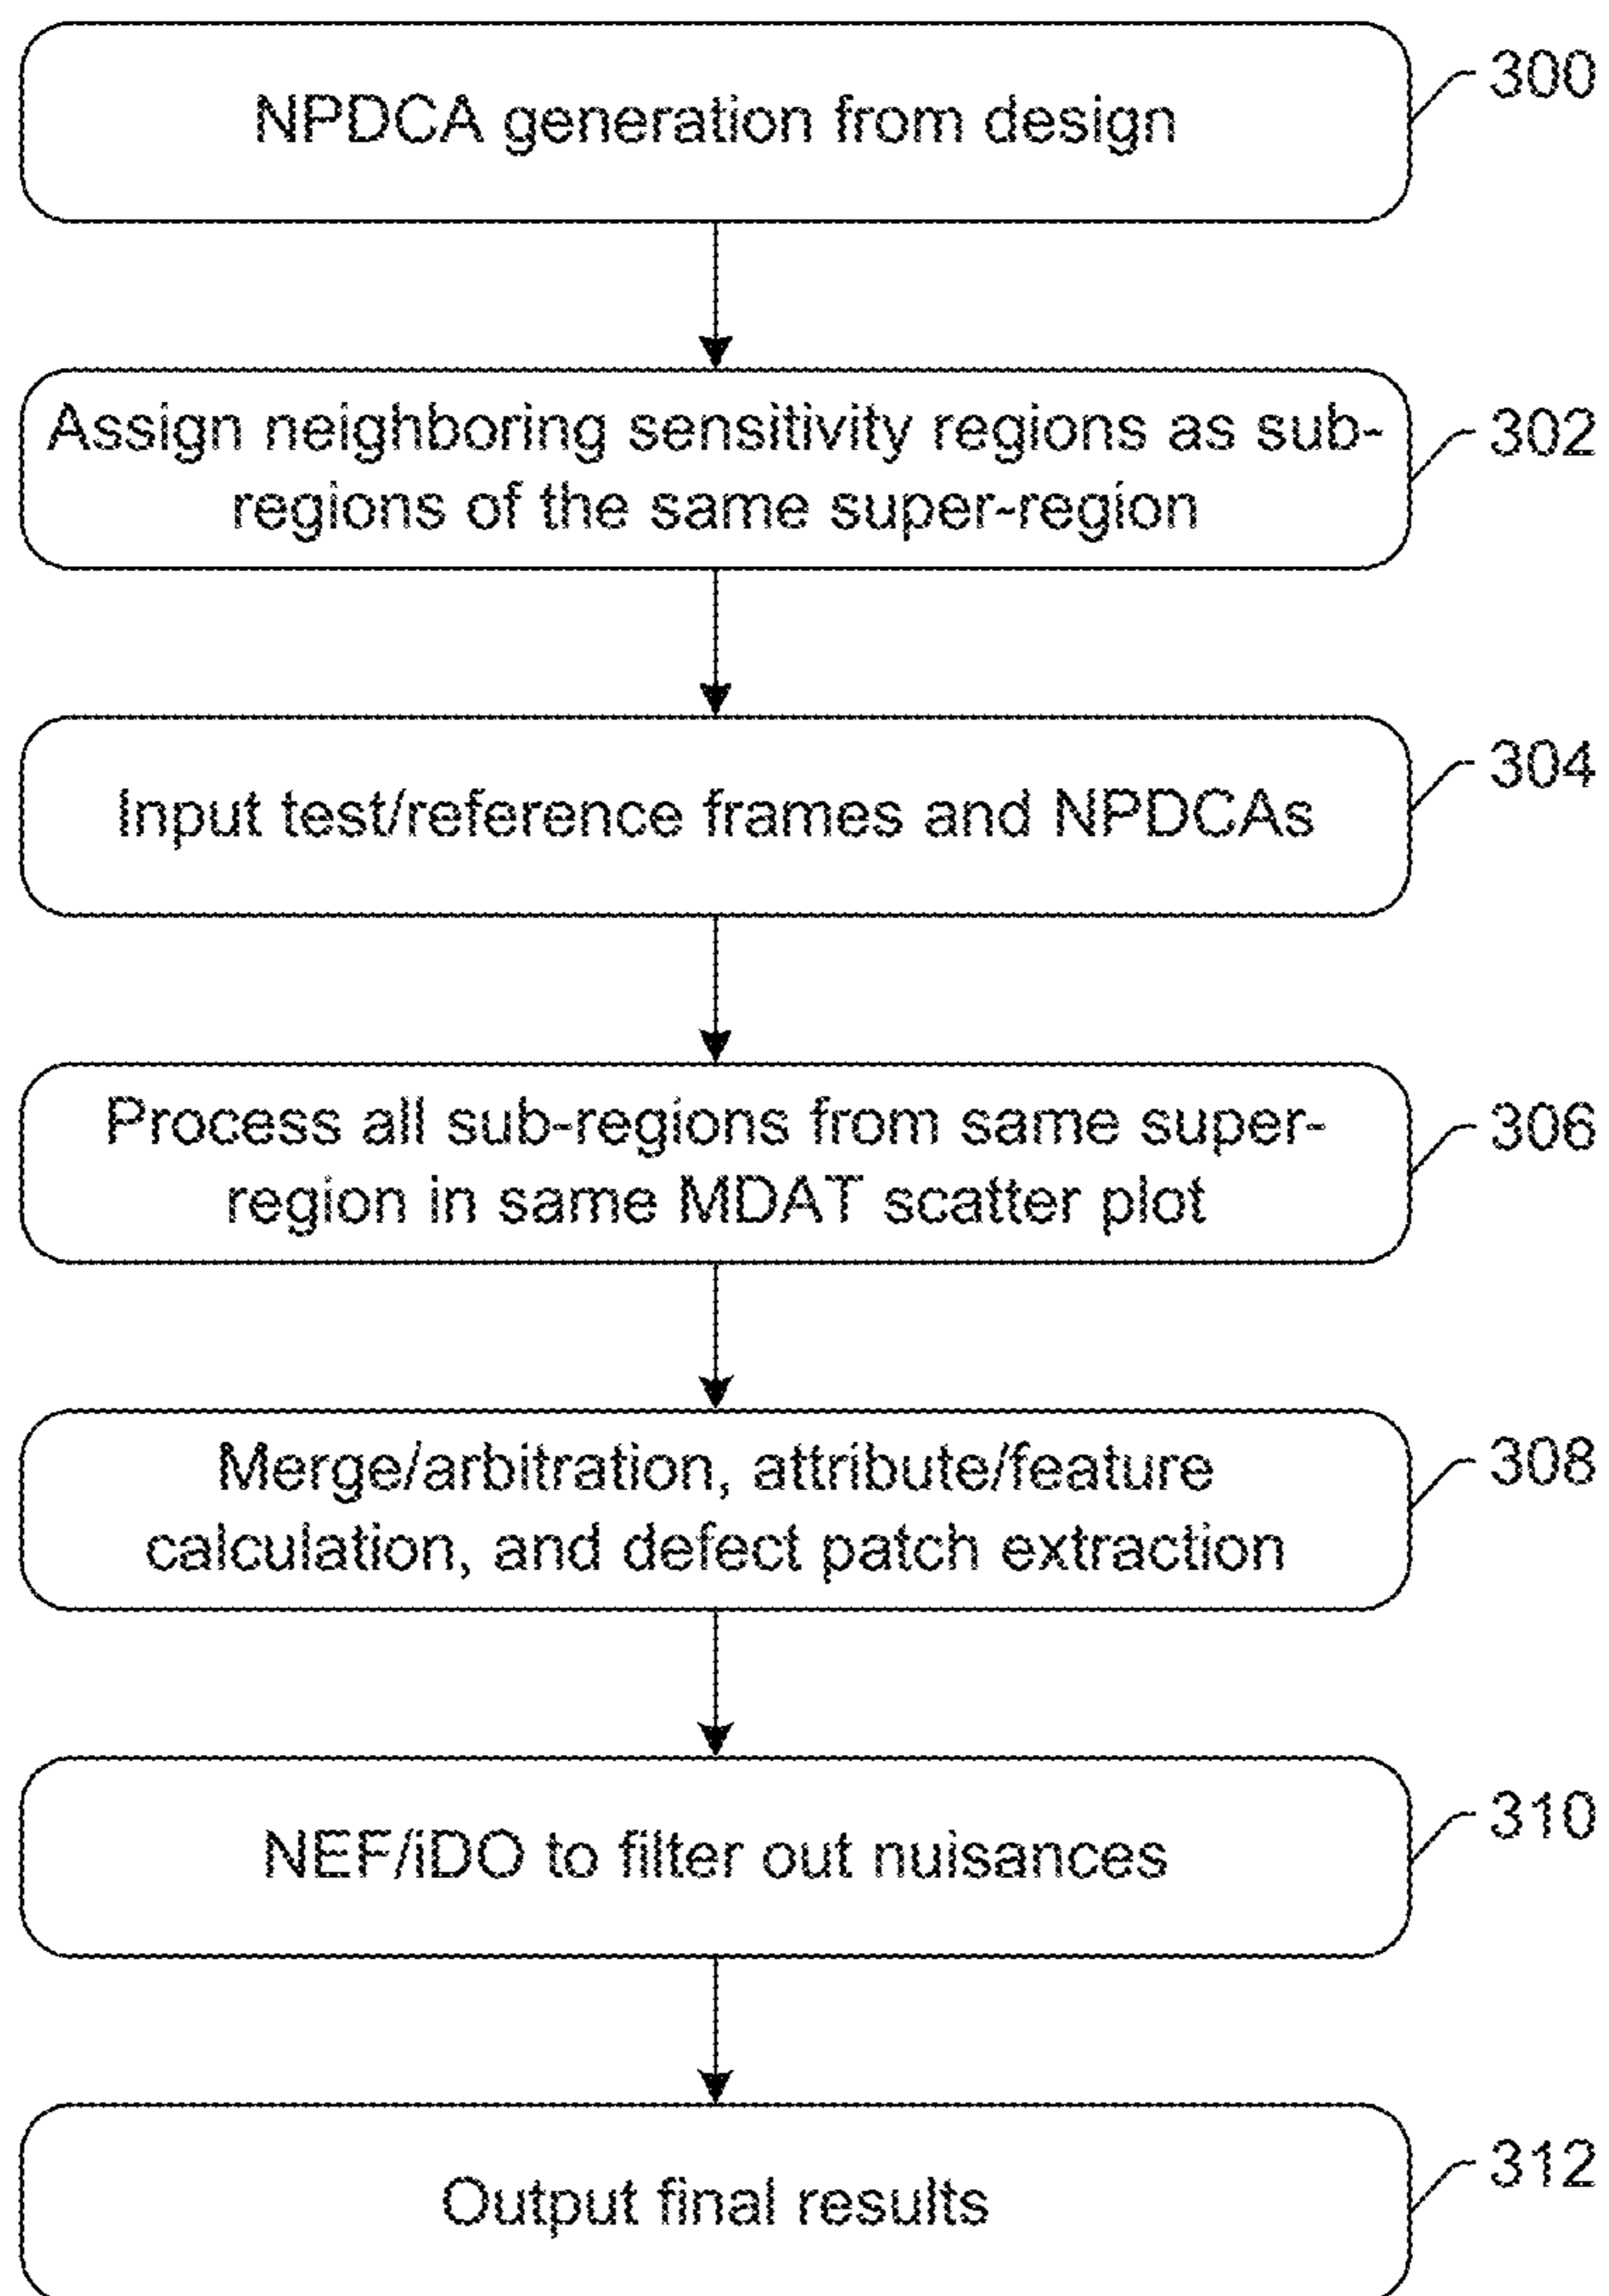 NPDCA generation from design
300
Assign neighboring sensitivity regions as sub-
regions of the same super-region
302
Input test/reference frames and NPDCAs
304
Process all sub-regions from same super-
region in same MDAT scatter plot
306
Merge/arbitration, attribute/feature
calculation, and defect patch extraction
308
NEF/iDO to filter out nuisances
310
Output final results
312